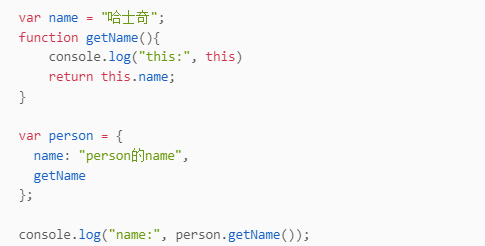 var name = "哈士奇";
function getName(){
    console.log("this:", this)
    return this.name;
}

var person = {
  name: "person的name",
  getName
};

console.log("name:", person.getName());